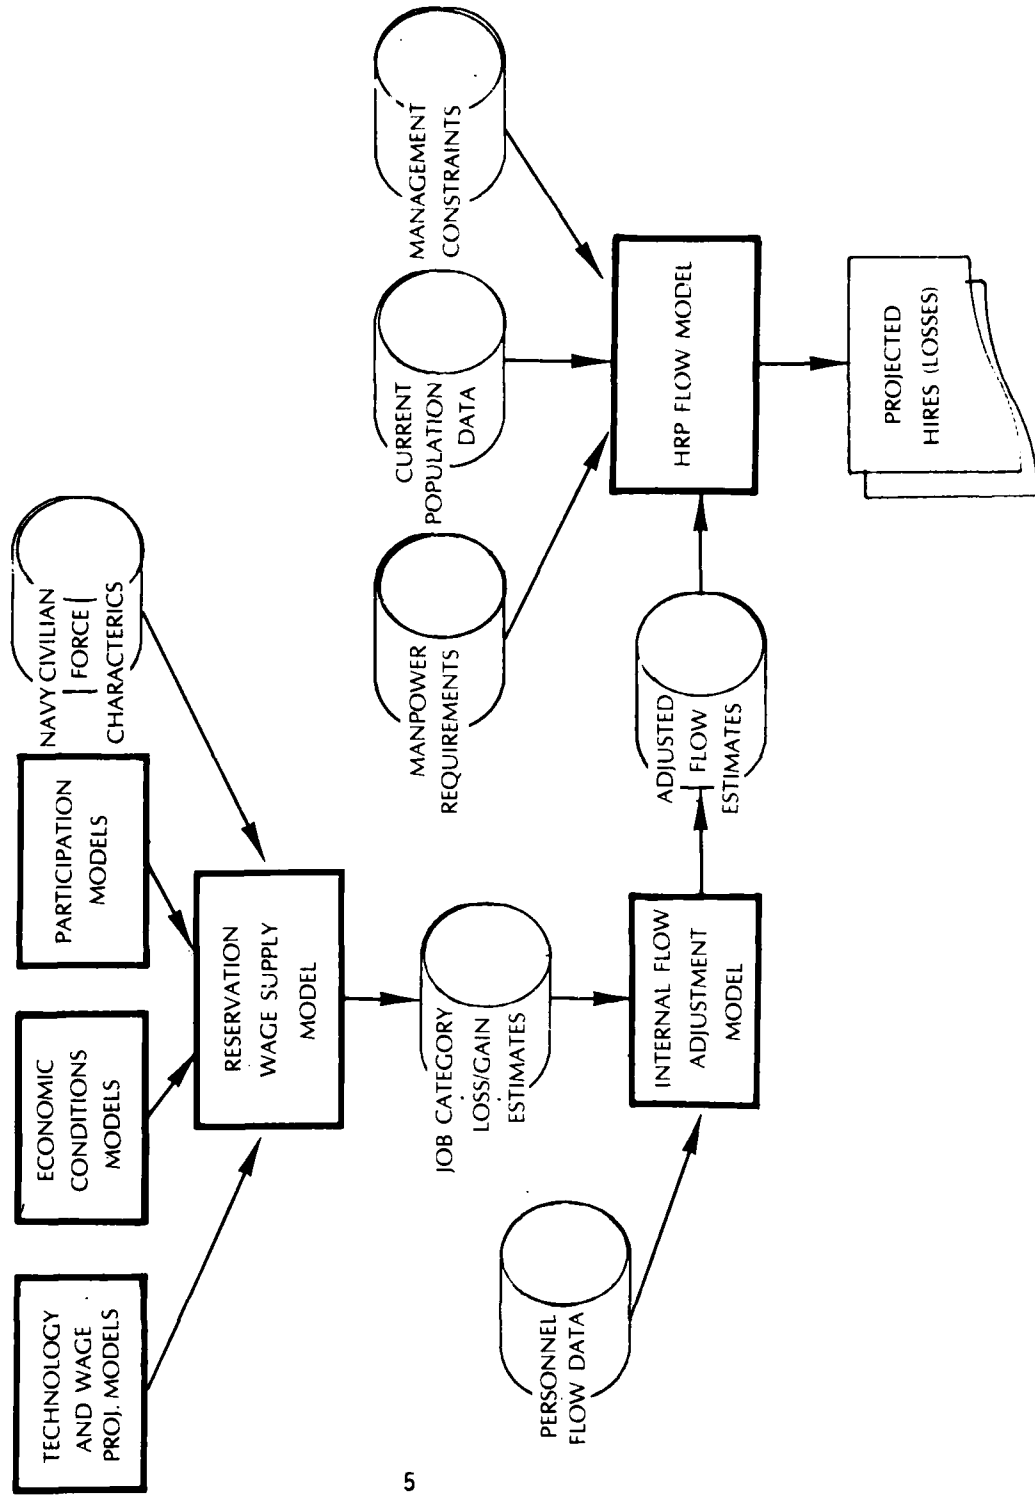 TECHNOLOGY
AND WAGE
PROJ. MODELS
ECONOMIC
CONDITIONS
MODELS
PARTICIPATION
MODELS
NAVY CIVILIAN
FORCE
CHARACTERICS
RESERVATION
WAGE SUPPLY
MODEL
JOB CATEGORY
LOSS/GAIN
ESTIMATES
PERSONNEL
FLOW DATA
INTERNAL FLOW
ADJUSTMENT
MODEL
ADJUSTED
FLOW
ESTIMATES
MANPOWER
REQUIREMENTS
CURRENT
POPULATION
DATA
MANAGEMENT
CONSTRAINTS
HRP FLOW MODEL
PROJECTED
HIRES (LOSSES)
5